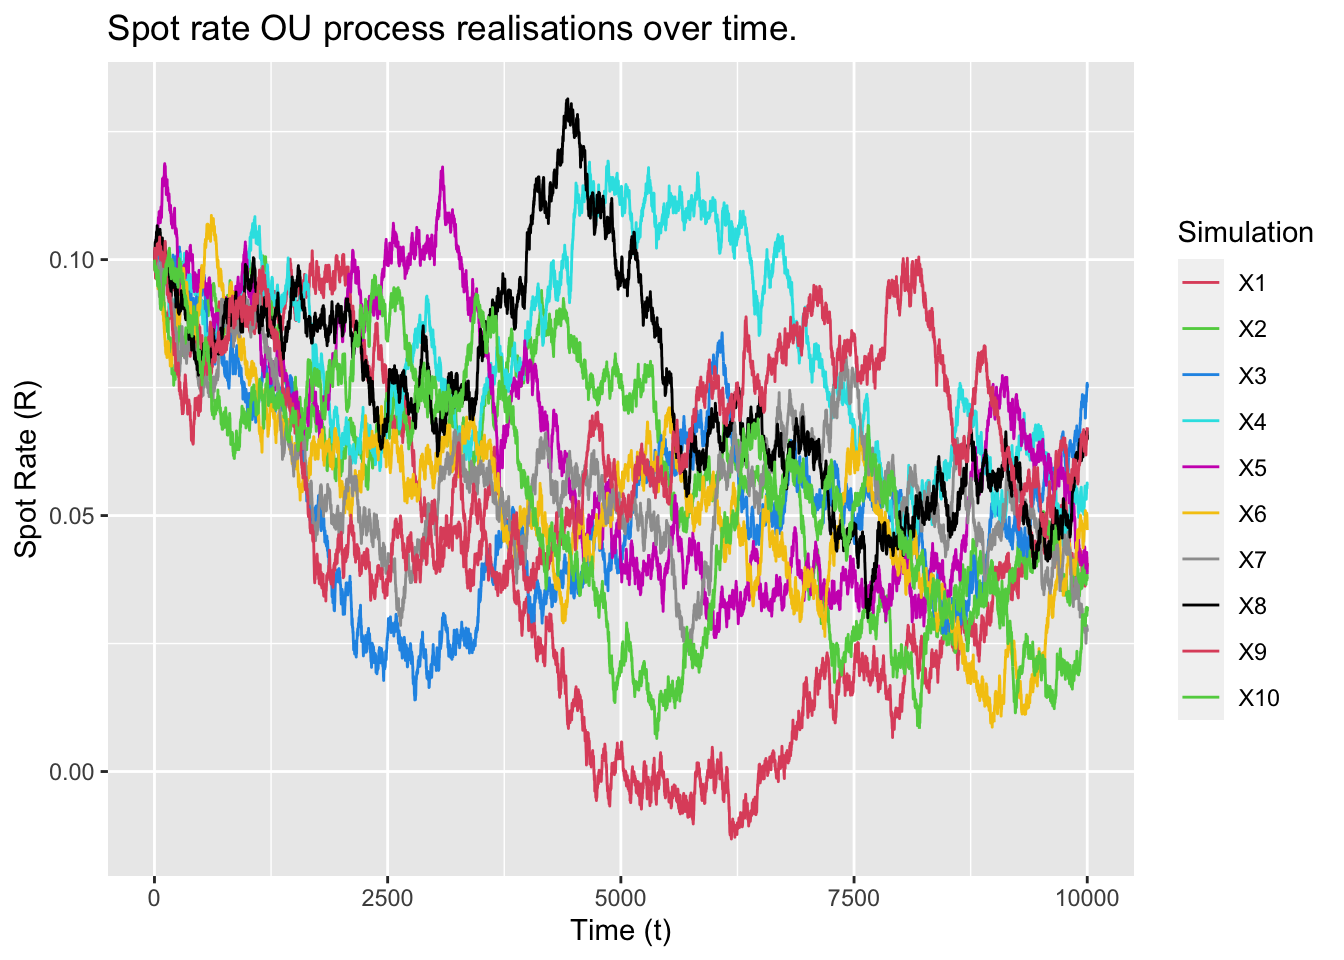 Spot rate OU process realisations over time.
Spot Rate (R)
0.10
0.05
0.00
0
2500
5000
7500
10000
Time (t)
Simulation
X1
X2
X3
X4
X5
X6
X7
X8
X9
X10